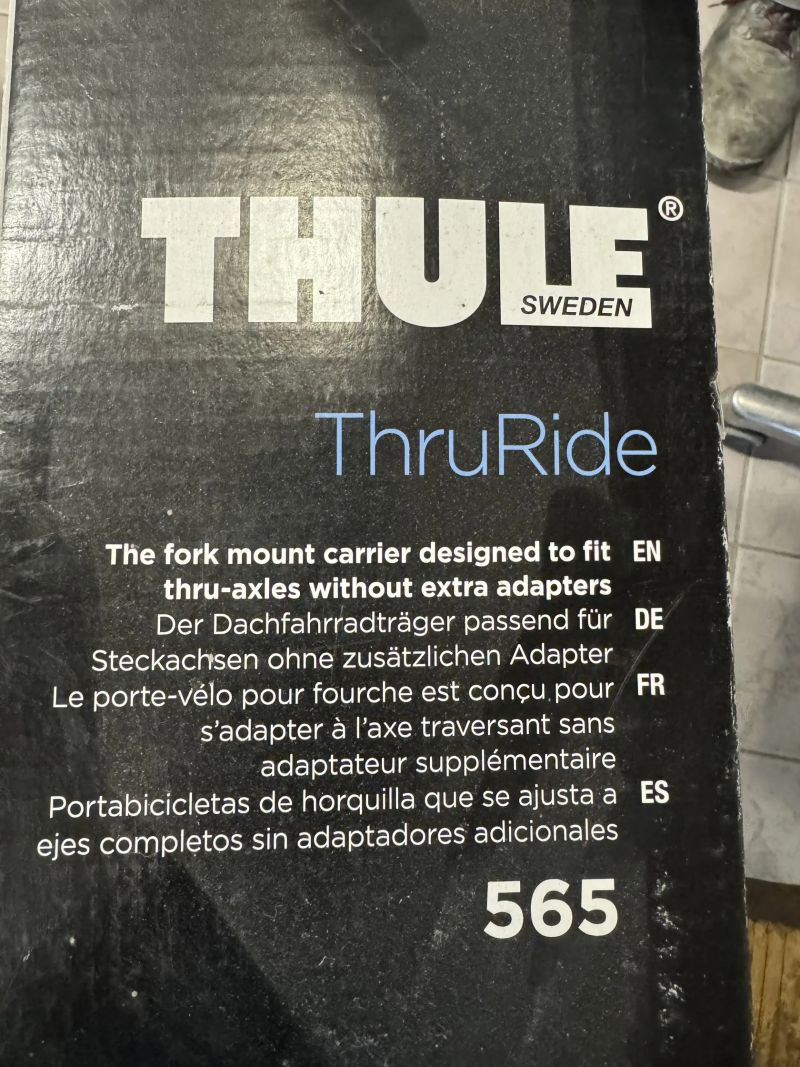 THULE®
SWEDEN
ThruRide
The fork mount carrier designed to fit EN
thru-axles without extra adapters
Der Dachfahrradträger passend für DE
Steckachsen ohne zusätzlichen Adapter
Le porte-vélo pour fourche est conçu pour FR
s'adapter à l'axe traversant sans
adaptateur supplémentaire
Portabicicletas de horquilla que se ajusta a ES
ejes completos sin adaptadores adicionales
565